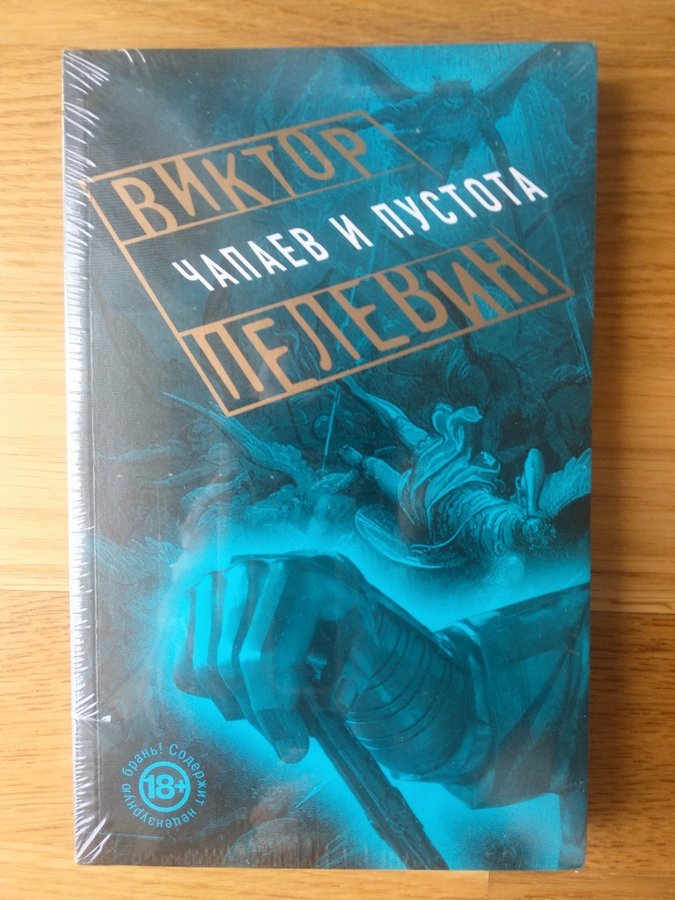 ВИКТОР
ЧАПАЕВ И ПУСТОТА
ПЕЛЕВИН
Содержит нецензурную брань!
18+